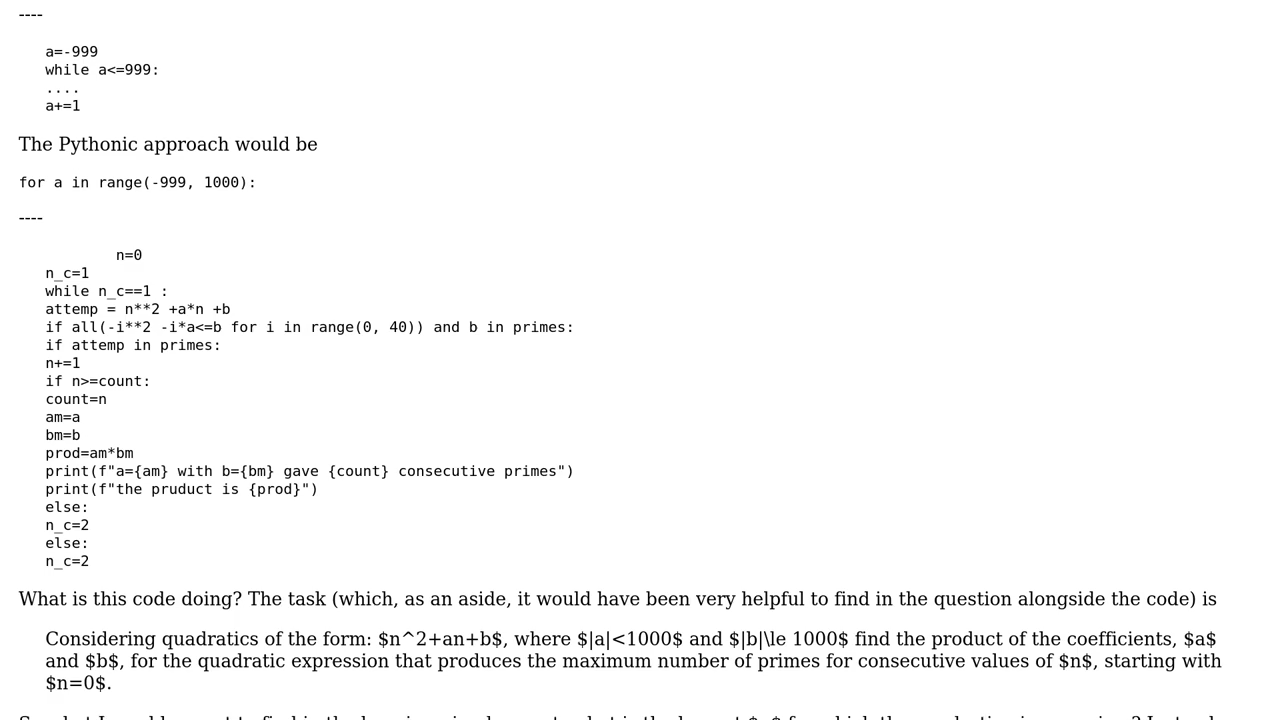 ----
a=-999
while a<=999:
....
a+=1
The Pythonic approach would be
for a in range(-999, 1000):
----
n=0
n_c=1
while n_c==1 :
attemp = n**2 +a*n +b
if all(-i**2 -i*a<=b for i in range(0, 40)) and b in primes:
if attemp in primes:
n+=1
if n>=count:
count=n
am=a
bm=b
prod=am*bm
print(f"a={am} with b={bm} gave {count} consecutive primes")
print(f"the pruduct is {prod}")
else:
n_c=2
else:
n_c=2
What is this code doing? The task (which, as an aside, it would have been very helpful to find in the question alongside the code) is
Considering quadratics of the form: $n^2+an+b$, where $|a|<1000$ and $|b|\le 1000$ find the product of the coefficients, $a$
and $b$, for the quadratic expression that produces the maximum number of primes for consecutive values of $n$, starting with
$n=0$.